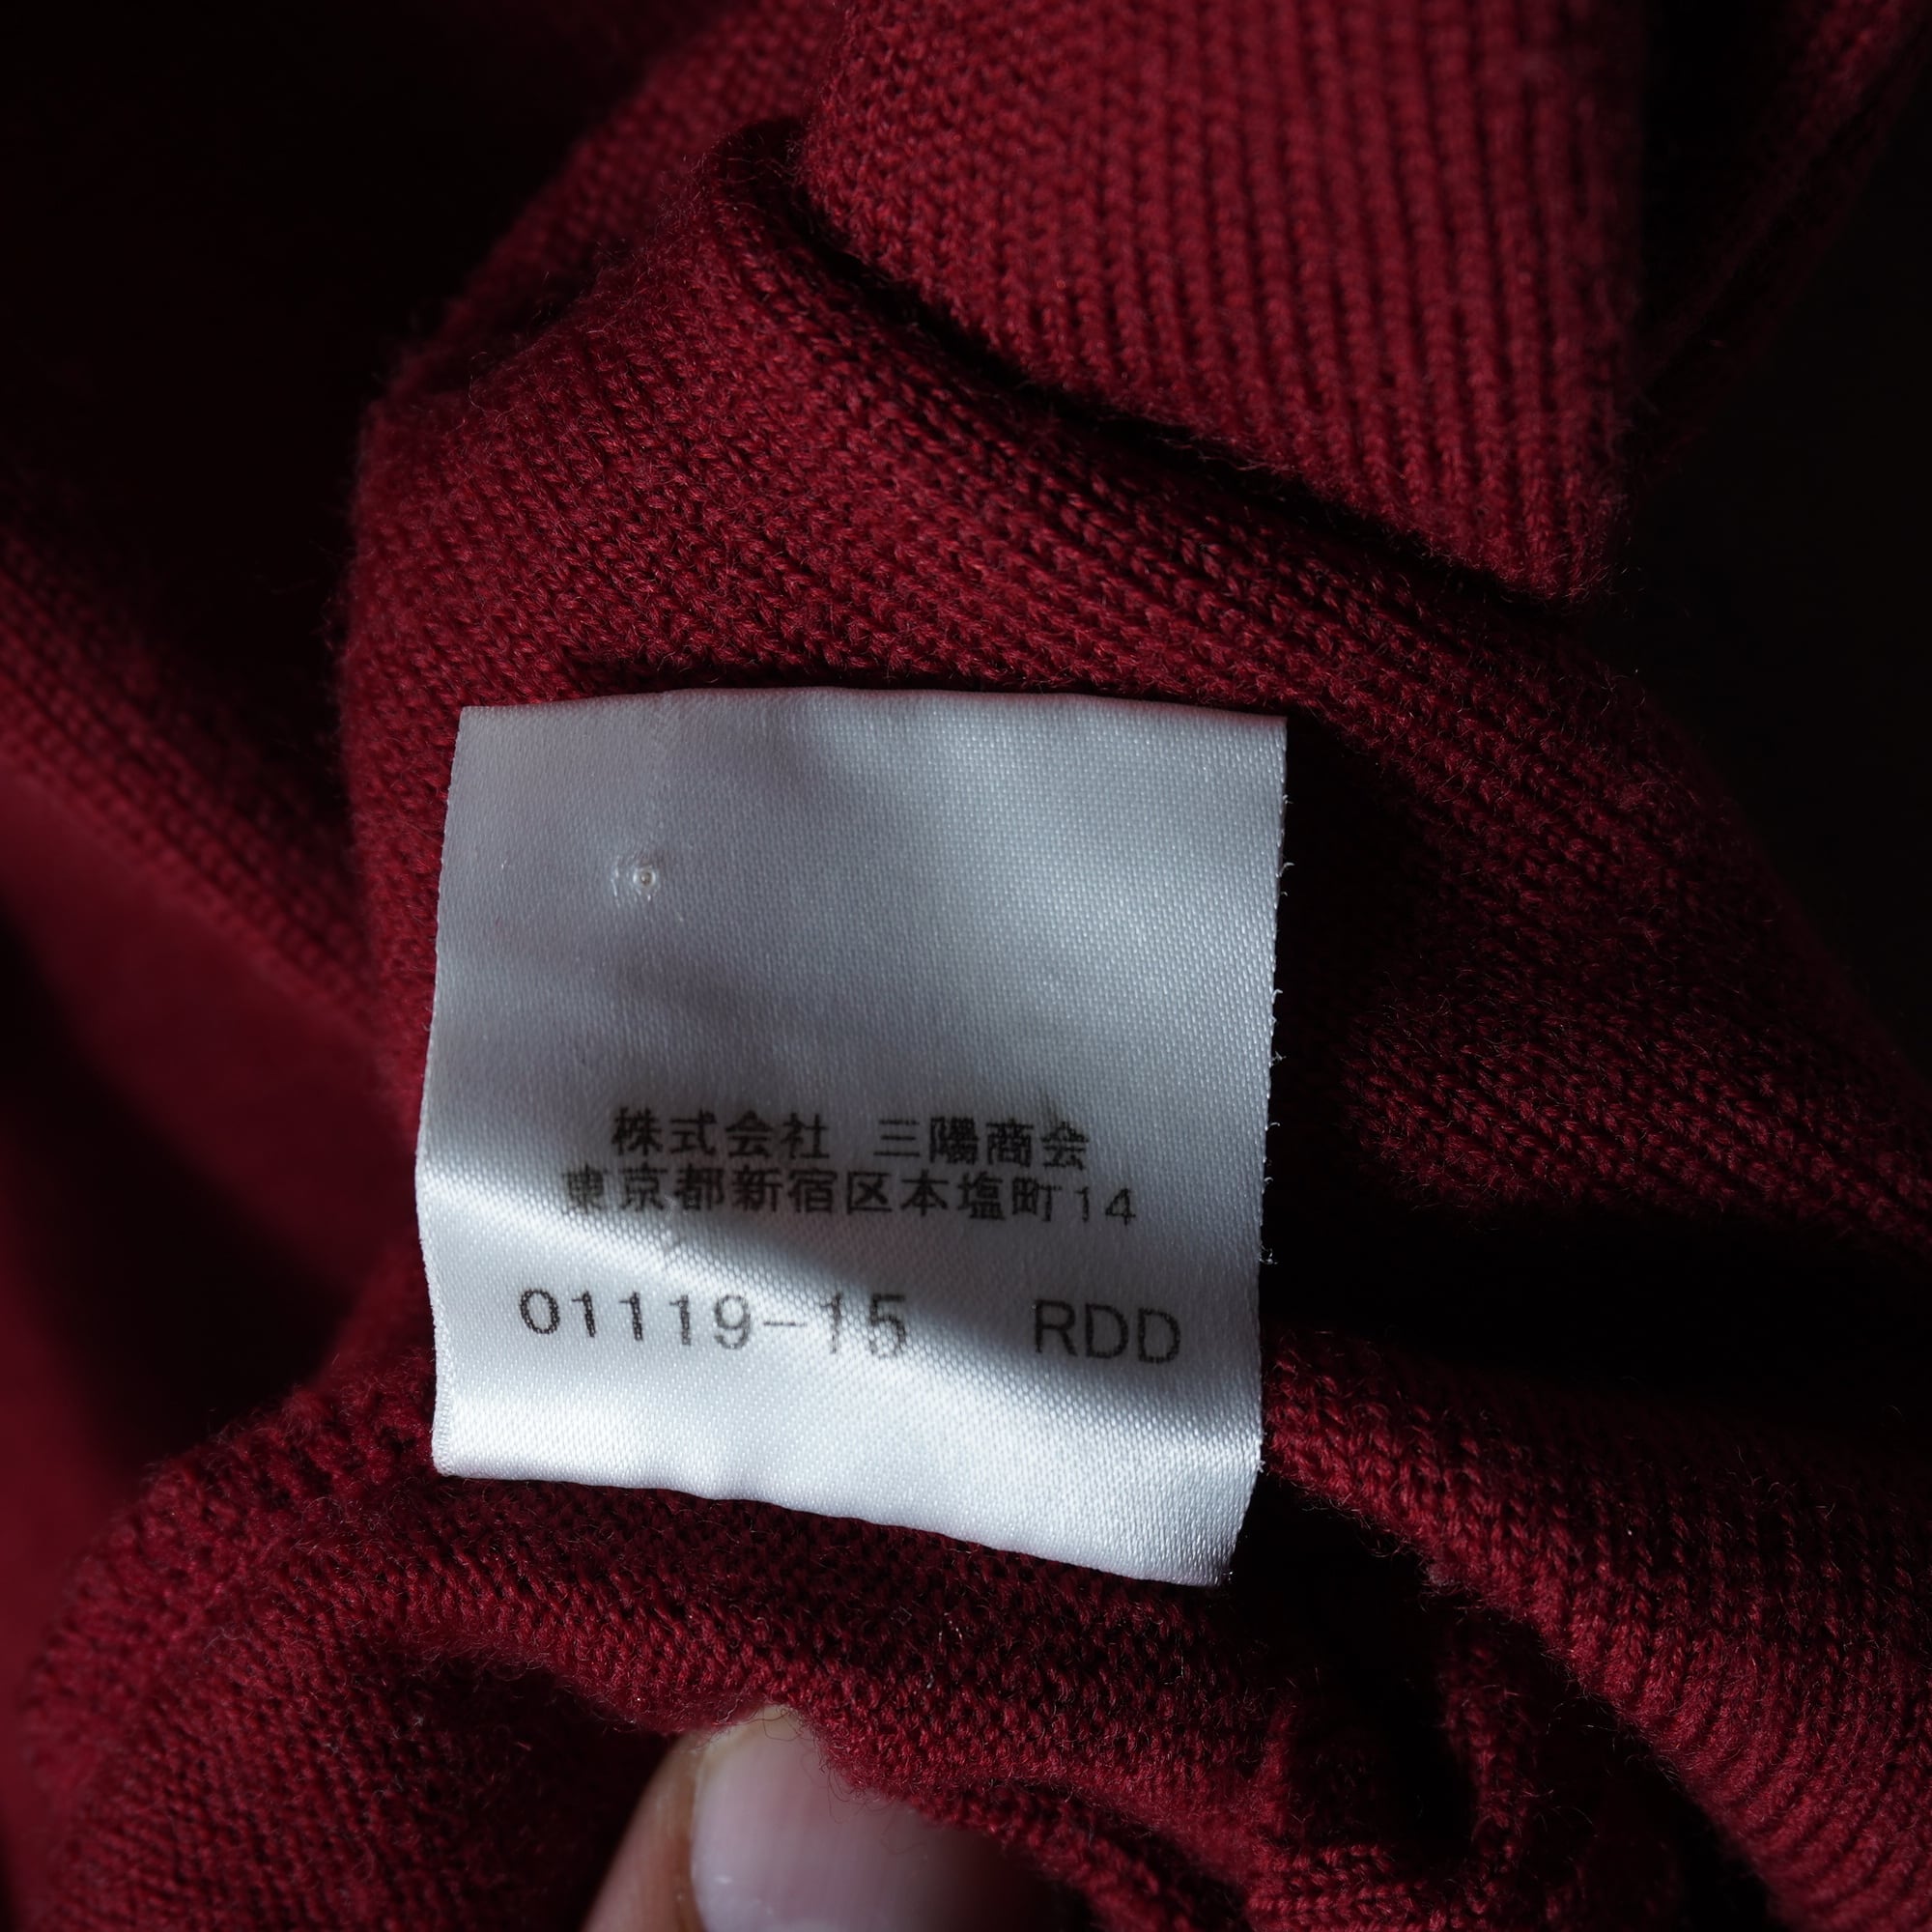 株式会社 三陽商会
東京都新宿区本塩町14
01119-15 RDD